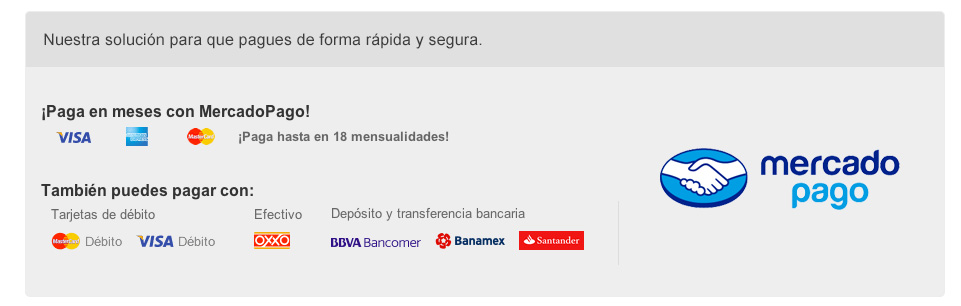 Nuestra solución para que pagues de forma rápida y segura.
¡Paga en meses con MercadoPago!
VISA AMERICAN EXPRESS MasterCard ¡Paga hasta en 18 mensualidades!
También puedes pagar con:
Tarjetas de débito Efectivo Depósito y transferencia bancaria
MasterCard Débito VISA Débito OXXO BBVA Bancomer Banamex Santander
mercado
pago